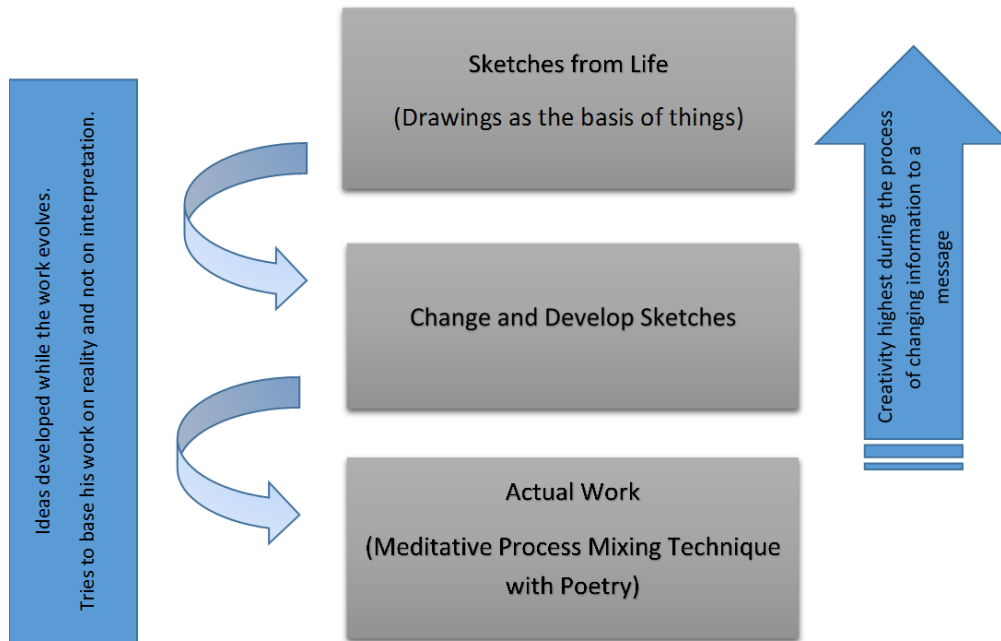 Ideas developed while the work evolves.
Tries to base his work on reality and not on interpretation.
Sketches from Life
(Drawings as the basis of things)
Change and Develop Sketches
Actual Work
(Meditative Process Mixing Technique
with Poetry)
Creativity highest during the process
of changing information to a
message